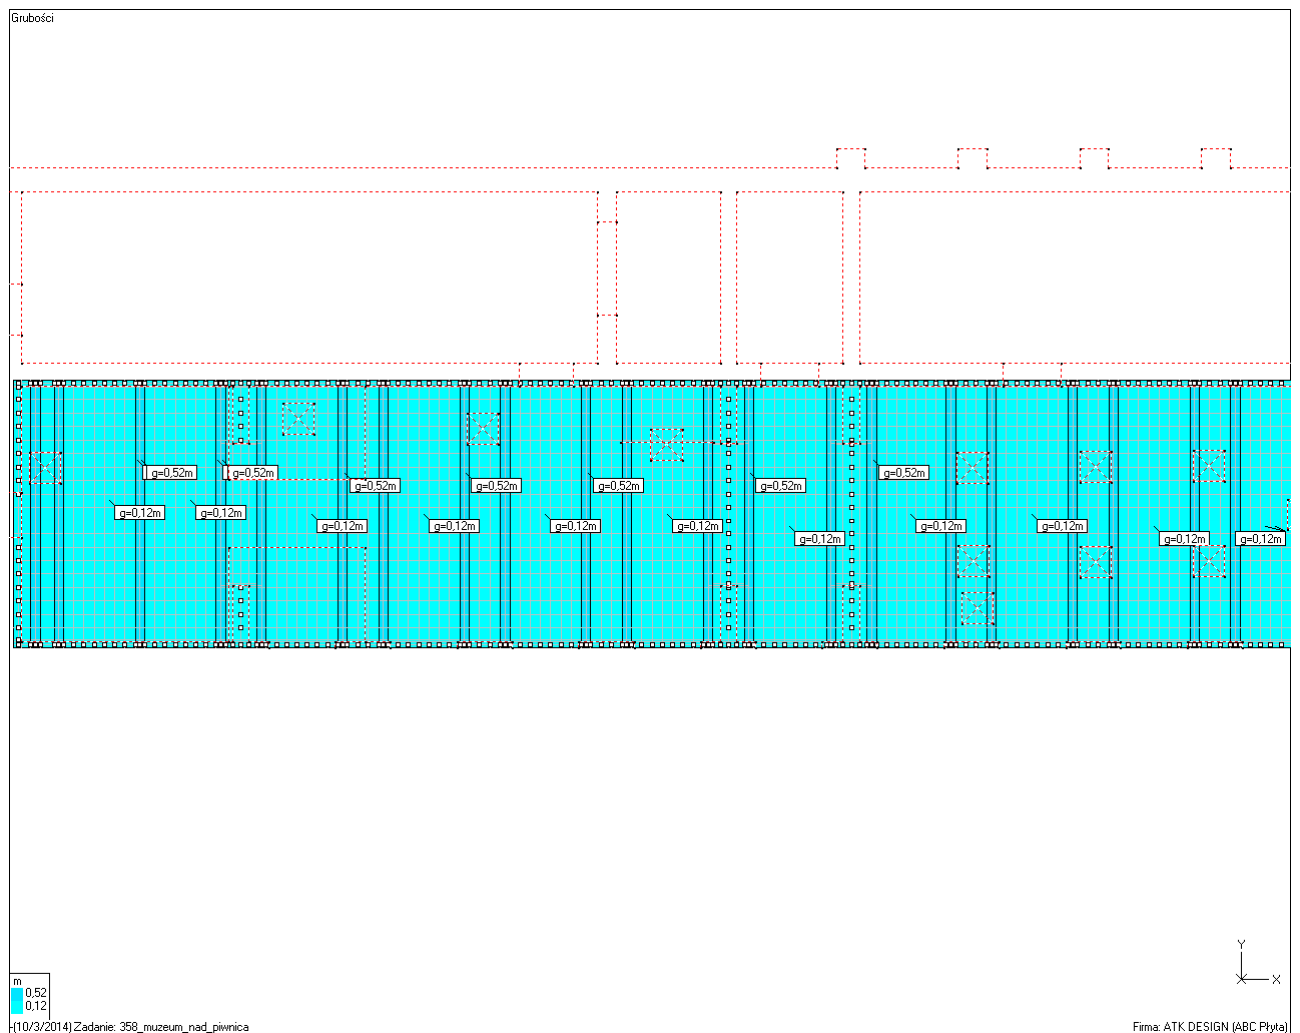 Grubości
g=0,52m
g=0,52m
g=0,52m
g=0,52m
g=0,52m
g=0,52m
g=0,52m
g=0,12m
g=0,12m
g=0,12m
g=0,12m
g=0,12m
g=0,12m
g=0,12m
g=0,12m
g=0,12m
g=0,12m
g=0,12m
Y
X
m
0,52
0,12
(10/3/2014) Zadanie: 358_muzeum_nad_piwnica
Firma: ATK DESIGN (ABC Płyta)